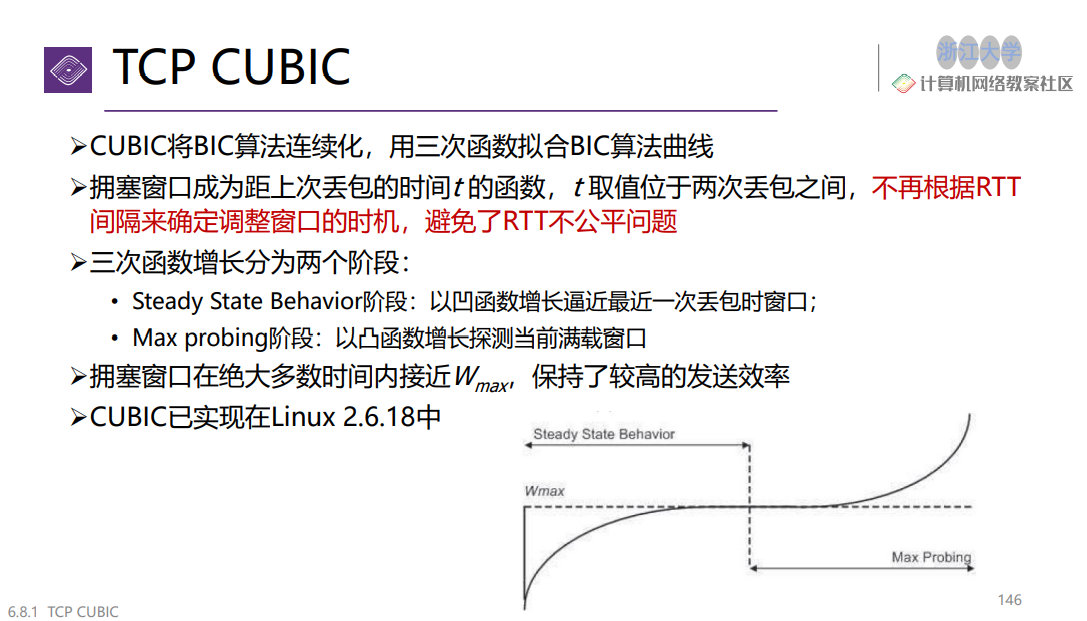 TCP CUBIC
浙江大学
计算机网络教案社区
➢CUBIC将BIC算法连续化，用三次函数拟合BIC算法曲线
➢拥塞窗口成为距上次丢包的时间t 的函数，t 取值位于两次丢包之间，不再根据RTT
间隔来确定调整窗口的时机，避免了RTT不公平问题
➢三次函数增长分为两个阶段：
• Steady State Behavior阶段：以凹函数增长逼近最近一次丢包时窗口；
• Max probing阶段：以凸函数增长探测当前满载窗口
➢拥塞窗口在绝大多数时间内接近Wmax，保持了较高的发送效率
➢CUBIC已实现在Linux 2.6.18中
Steady State Behavior
Wmax
Max Probing
6.8.1 TCP CUBIC
146